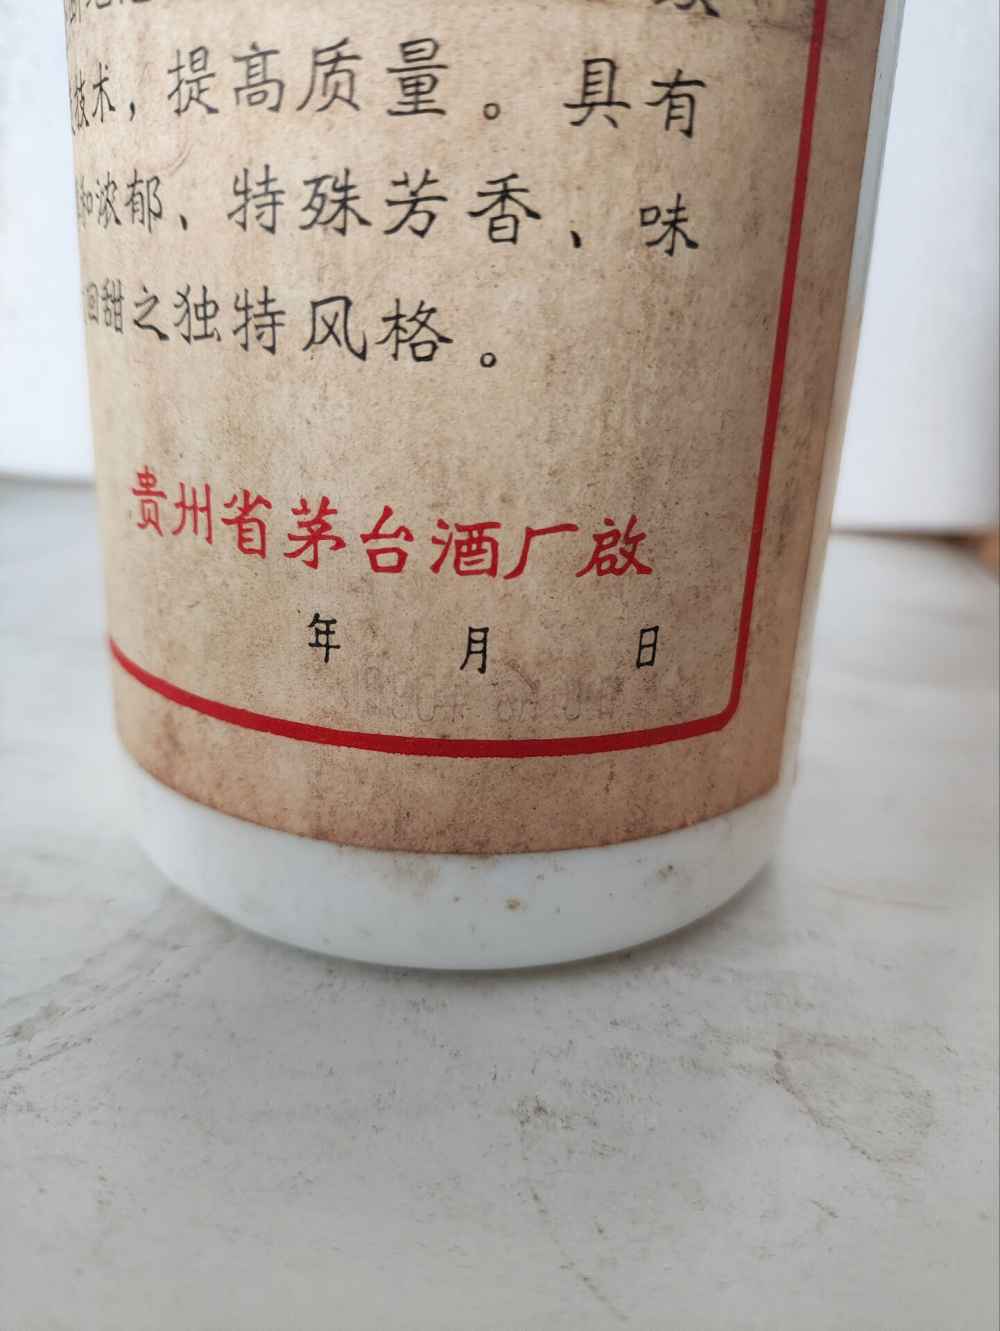 技术，提高质量。具有
和浓郁、特殊芳香、味
回甜之独特风格。
贵州省茅台酒厂啟
年 月 日